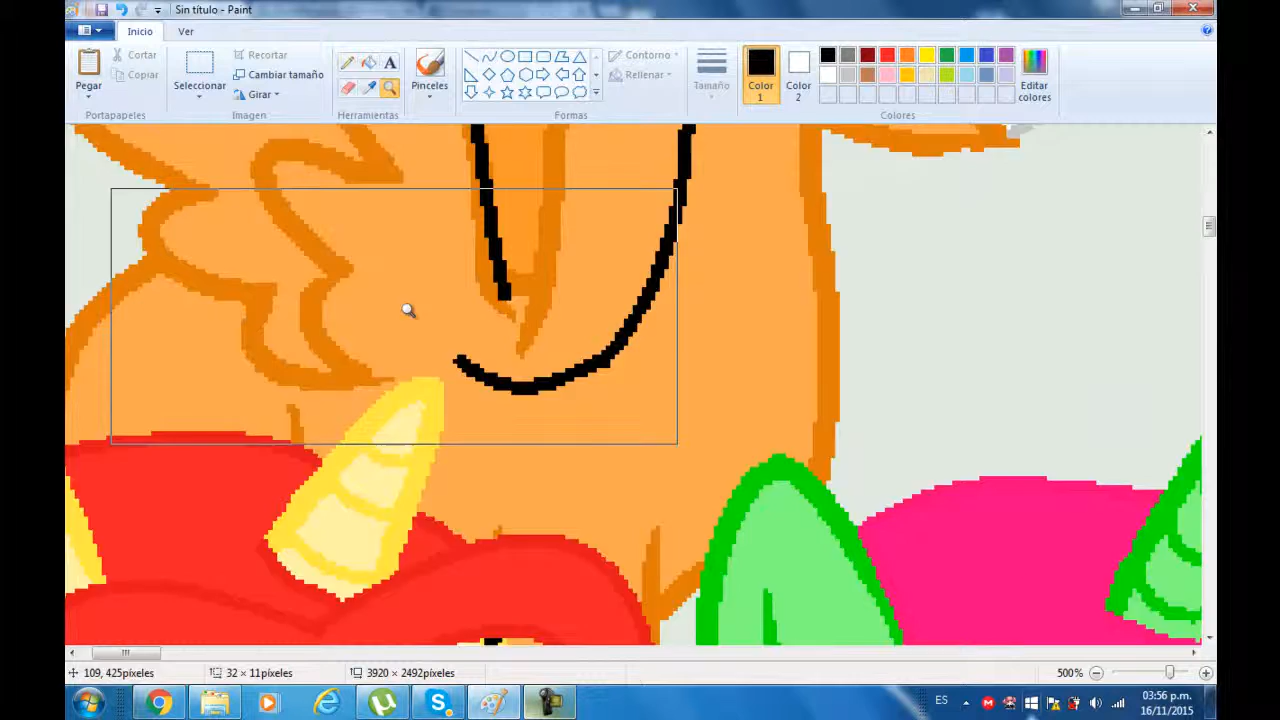 Sin título - Paint
Inicio
Ver
Pegar
Cortar
Copiar
Portapapeles
Seleccionar
Recortar
Cambiar tamaño
Girar
Imagen
A
Herramientas
Pinceles
Contorno
Rellenar
Formas
Tamaño
Color 1
Color 2
Editar colores
Colores
109, 425píxeles
32 × 11píxeles
3920 × 2492píxeles
500%
ES
03:56 p.m.
16/11/2015